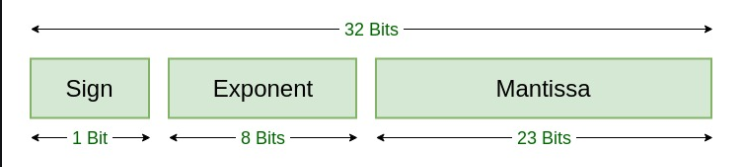 32 Bits
Sign Exponent Mantissa
1 Bit 8 Bits 23 Bits